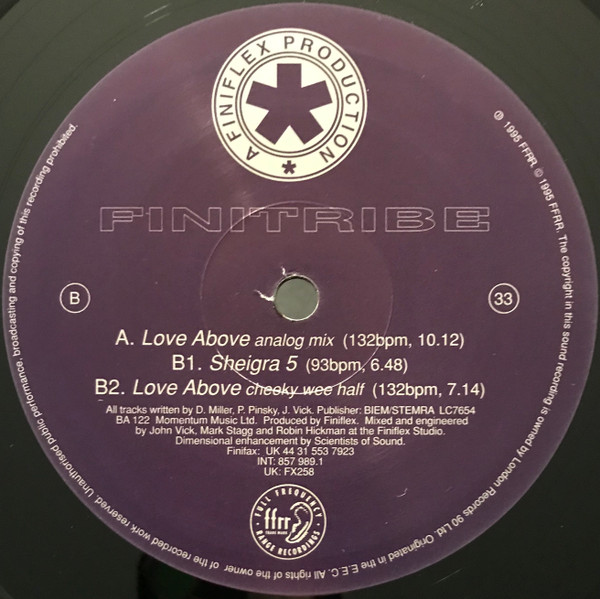 A FINIFLEX PRODUCTION *
FINITRIBE
B
33
A. Love Above analog mix (132bpm, 10.12)
B1. Sheigra 5 (93bpm, 6.48)
B2. Love Above cheeky wee half (132bpm, 7.14)
All tracks written by D. Miller, P. Pinsky, J. Vick. Publisher: BIEM/STEMRA LC7654
BA 122 Momentum Music Ltd. Produced by Finiflex. Mixed and engineered
by John Vick, Mark Stagg and Robin Hickman at the Finiflex Studio.
Dimensional enhancement by Scientists of Sound.
Finifax: UK 44 31 553 7923
INT: 857 989.1
UK: FX258
FULL FREQUENCY
ffrr
TRADE MARK
RANGE RECORDINGS
℗ 1995 FFRR. © 1995 FFRR. The copyright in this sound recording is owned by London Records 90 Ltd. Originated in the E.E.C. All rights of the owner of the recorded work reserved. Unauthorised public performance, broadcasting and copying of this recording prohibited.